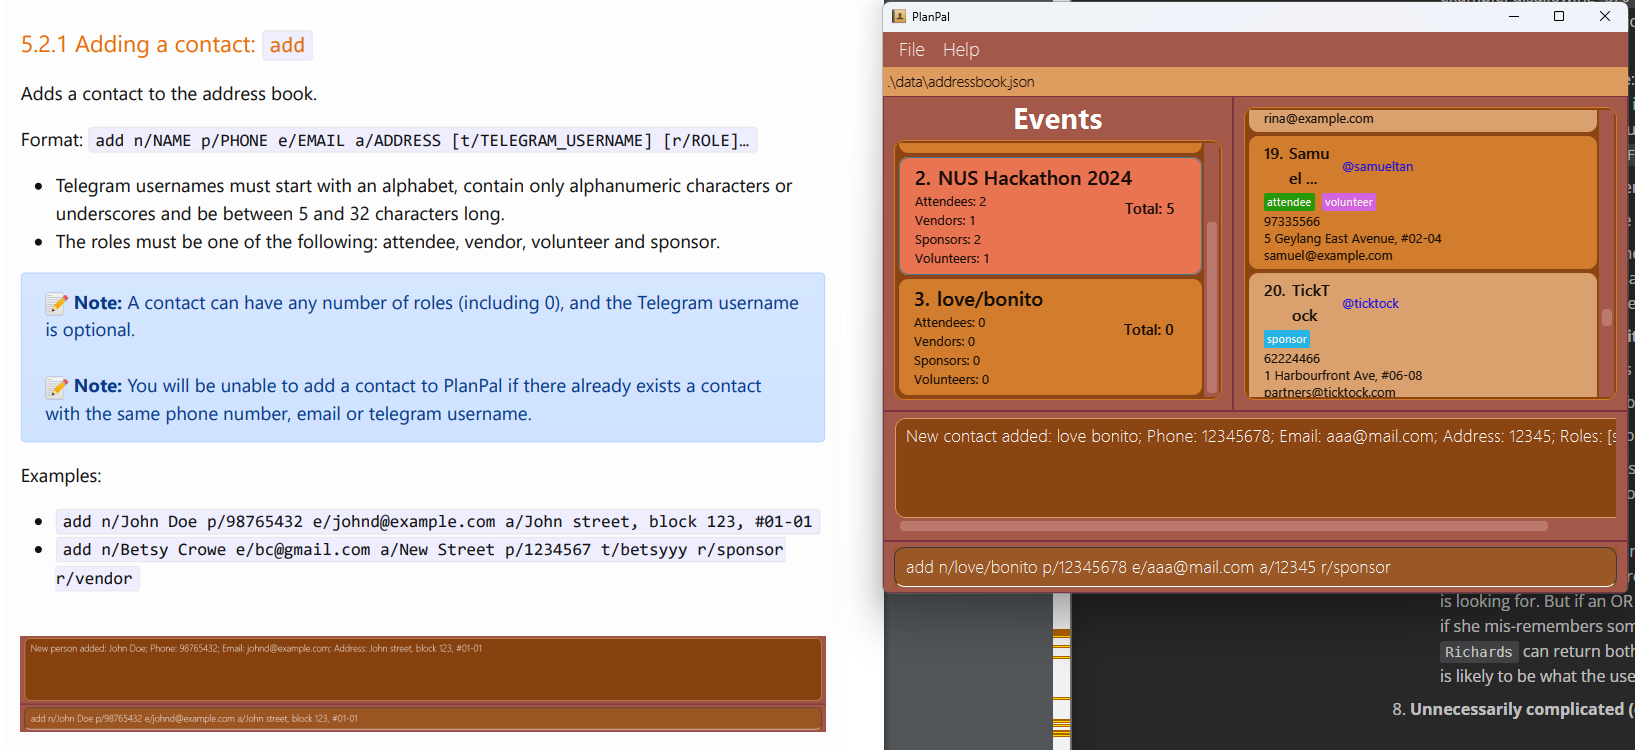 5.2.1 Adding a contact: add
Adds a contact to the address book.
Format: add n/NAME p/PHONE e/EMAIL a/ADDRESS [t/TELEGRAM_USERNAME] [r/ROLE]…
• Telegram usernames must start with an alphabet, contain only alphanumeric characters or
underscores and be between 5 and 32 characters long.
• The roles must be one of the following: attendee, vendor, volunteer and sponsor.
📝 Note: A contact can have any number of roles (including 0), and the Telegram username
is optional.
📝 Note: You will be unable to add a contact to PlanPal if there already exists a contact
with the same phone number, email or telegram username.
Examples:
• add n/John Doe p/98765432 e/johnd@example.com a/John street, block 123, #01-01
• add n/Betsy Crowe e/bc@gmail.com a/New Street p/1234567 t/betsyyy r/sponsor
r/vendor
New person added: John Doe; Phone: 98765432; Email: johnd@example.com; Address: John street, block 123, #01-01
add n/John Doe p/98765432 e/johnd@example.com a/John street, block 123, #01-01
PlanPal
File Help
.\data\addressbook.json
Events
2. NUS Hackathon 2024
Attendees: 2
Vendors: 1
Sponsors: 2
Volunteers: 1
Total: 5
3. love/bonito
Attendees: 0
Vendors: 0
Sponsors: 0
Volunteers: 0
Total: 0
rina@example.com
19. Samu
el ...
@samueltan
attendee volunteer
97335566
5 Geylang East Avenue, #02-04
samuel@example.com
20. TickT
ock
@ticktock
sponsor
62224466
1 Harbourfront Ave, #06-08
partners@ticktock.com
New contact added: love bonito; Phone: 12345678; Email: aaa@mail.com; Address: 12345; Roles: [s
add n/love/bonito p/12345678 e/aaa@mail.com a/12345 r/sponsor
is looking for. But if an OR
if she mis-remembers som
Richards can return both
is likely to be what the use
8. Unnecessarily complicated (